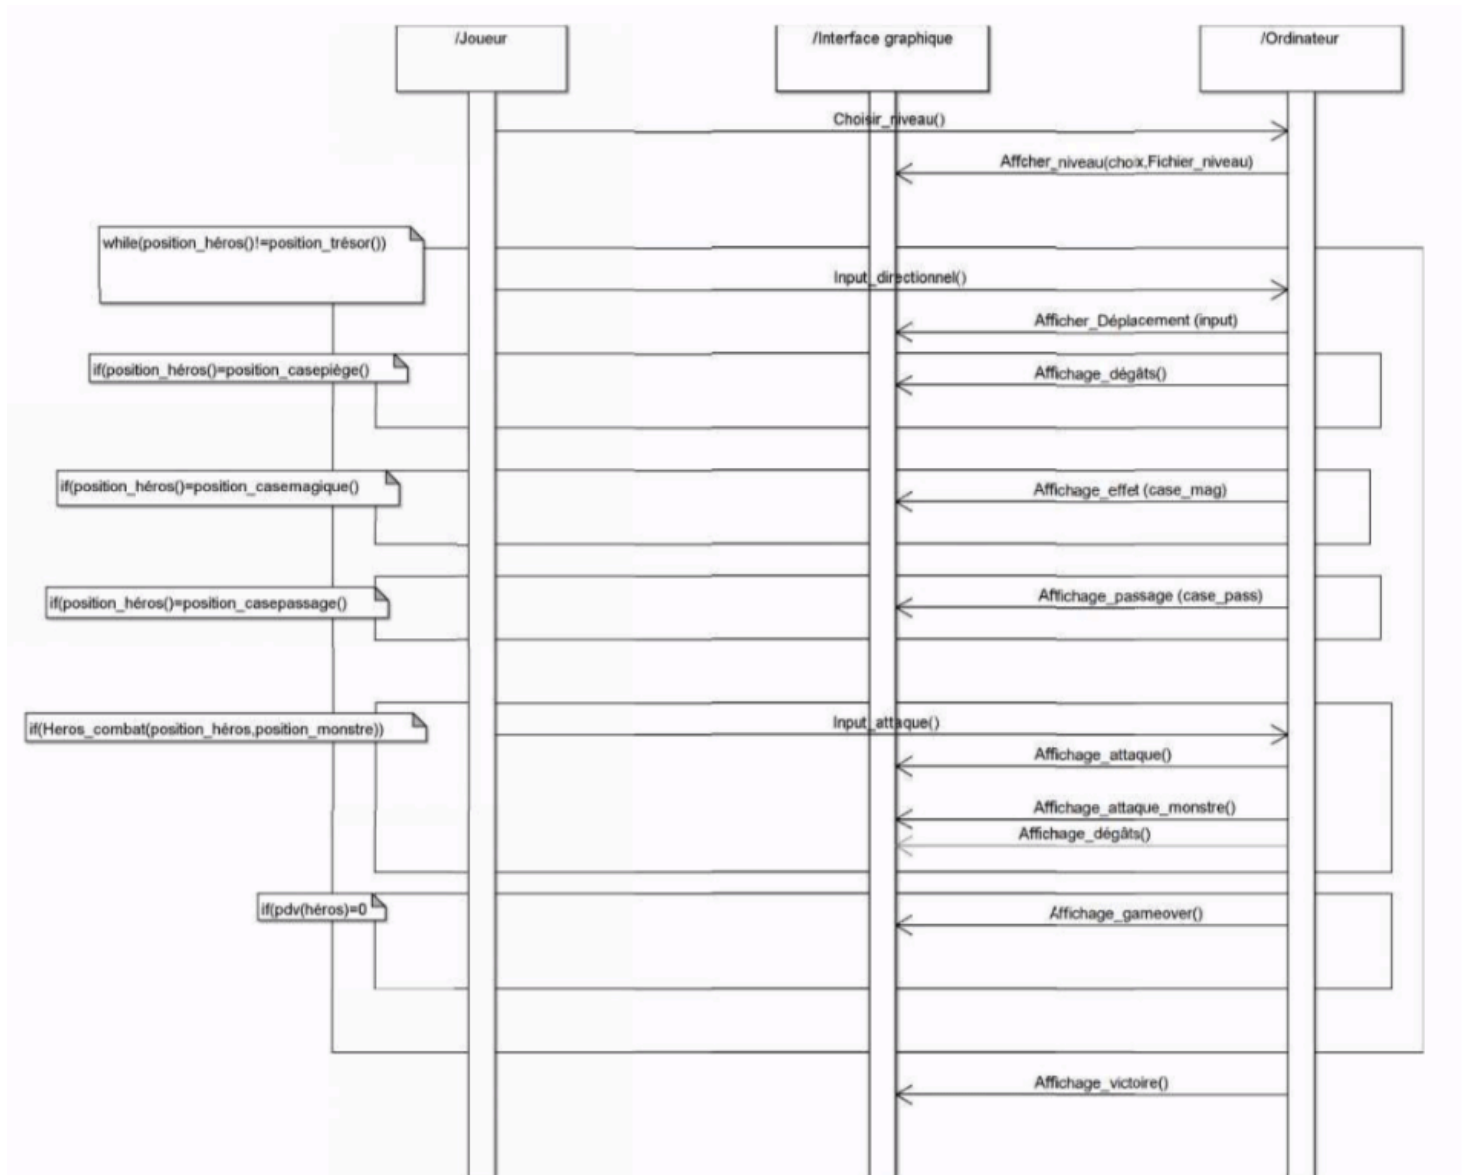 /Joueur
/Interface graphique
/Ordinateur
Choisir_niveau()
Affcher_niveau(choix,Fichier_niveau)
while(position_héros()!=position_trésor())
Input_directionnel()
Afficher_Déplacement (input)
if(position_héros()=position_casepiège()
Affichage_dégâts()
if(position_héros()=position_casemagique()
Affichage_effet (case_mag)
if(position_héros()=position_casepassage()
Affichage_passage (case_pass)
if(Heros_combat(position_héros,position_monstre))
Input_attaque()
Affichage_attaque()
Affichage_attaque_monstre()
Affichage_dégâts()
if(pdv(héros)=0
Affichage_gameover()
Affichage_victoire()